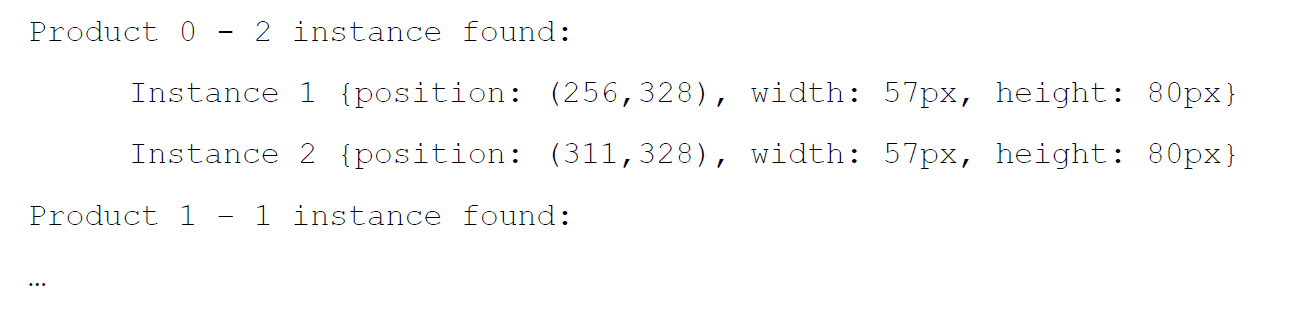 Product 0 - 2 instance found:
Instance 1 {position: (256,328), width: 57px, height: 80px}
Instance 2 {position: (311,328), width: 57px, height: 80px}
Product 1 – 1 instance found:
…